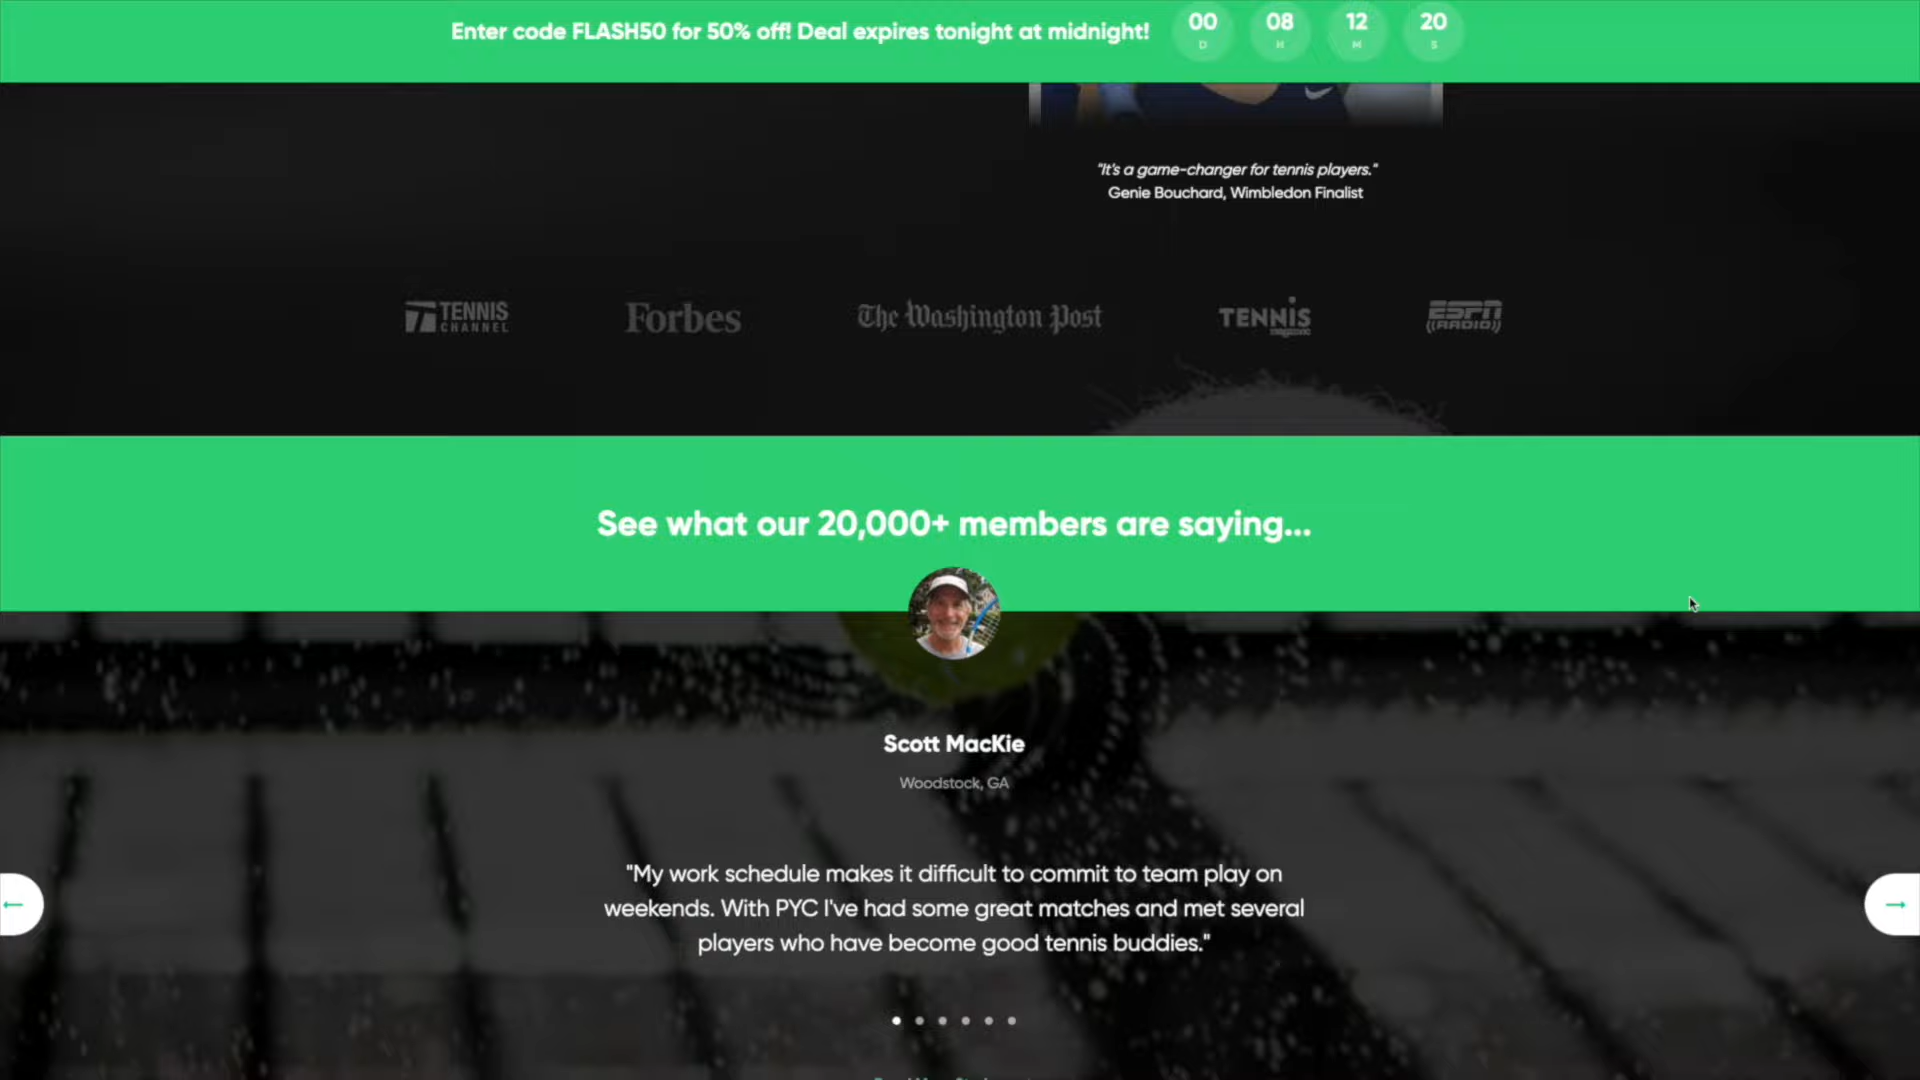 Enter code FLASH50 for 50% off! Deal expires tonight at midnight!
00 08 12 20
D H M S
"It's a game-changer for tennis players."
Genie Bouchard, Wimbledon Finalist
TENNIS CHANNEL
Forbes
The Washington Post
TENNIS magazine
ESPN RADIO
See what our 20,000+ members are saying...
Scott MacKie
Woodstock, GA
"My work schedule makes it difficult to commit to team play on
weekends. With PYC I've had some great matches and met several
players who have become good tennis buddies."